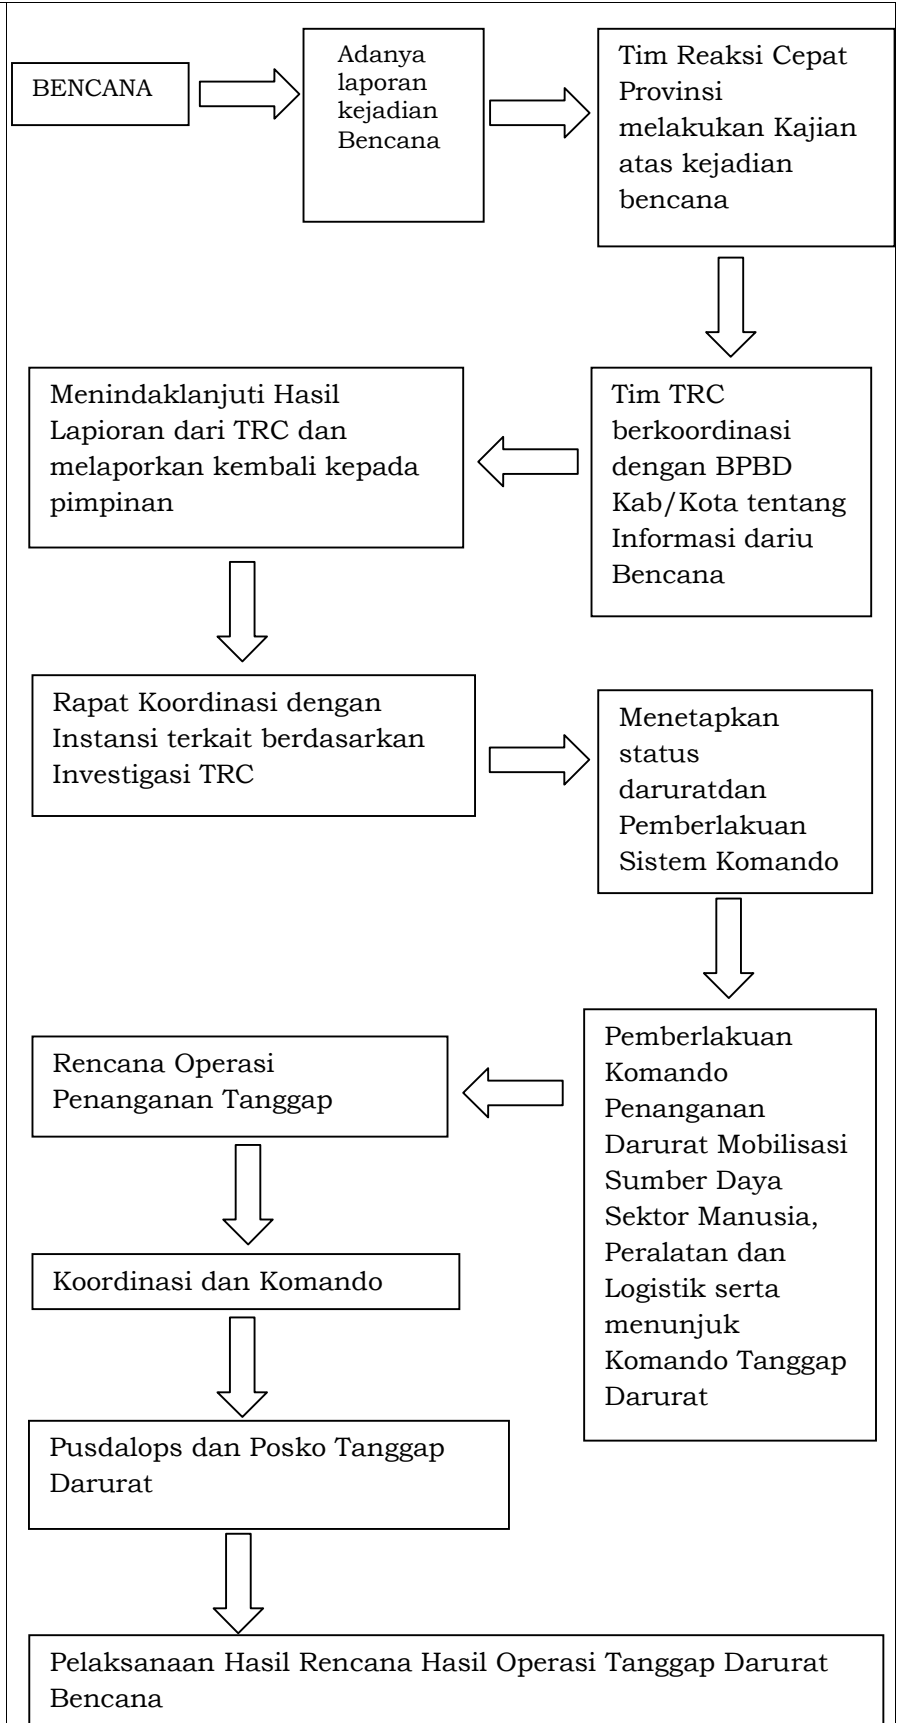 BENCANA
Adanya
laporan
kejadian
Bencana
Tim Reaksi Cepat
Provinsi
melakukan Kajian
atas kejadian
bencana
Tim TRC
berkoordinasi
dengan BPBD
Kab/Kota tentang
Informasi dariu
Bencana
Menindaklanjuti Hasil
Lapioran dari TRC dan
melaporkan kembali kepada
pimpinan
Rapat Koordinasi dengan
Instansi terkait berdasarkan
Investigasi TRC
Menetapkan
status
daruratdan
Pemberlakuan
Sistem Komando
Pemberlakuan
Komando
Penanganan
Darurat Mobilisasi
Sumber Daya
Sektor Manusia,
Peralatan dan
Logistik serta
menunjuk
Komando Tanggap
Darurat
Rencana Operasi
Penanganan Tanggap
Koordinasi dan Komando
Pusdalops dan Posko Tanggap
Darurat
Pelaksanaan Hasil Rencana Hasil Operasi Tanggap Darurat
Bencana